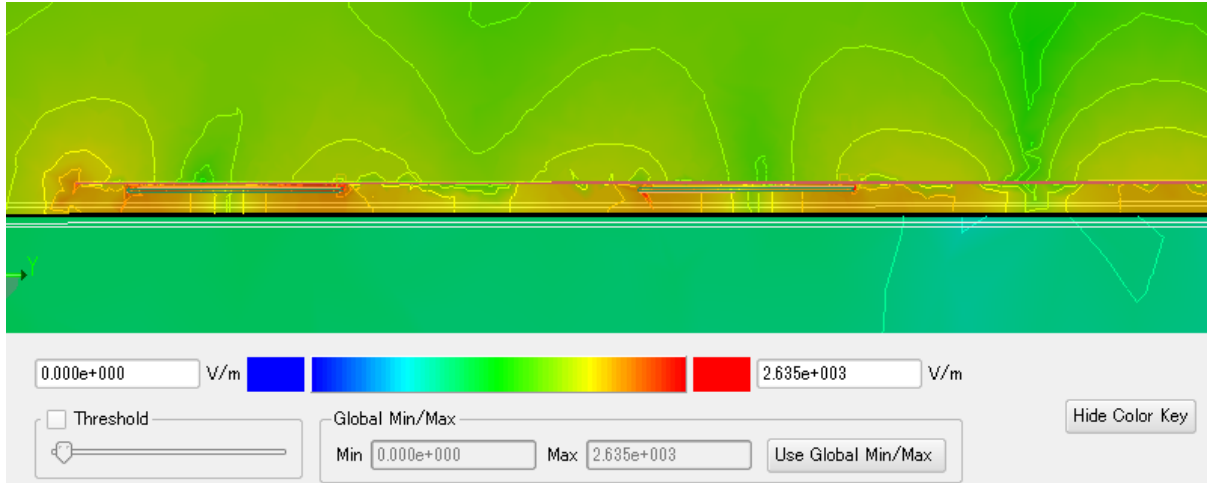 Y
0.000e+000 V/m 2.635e+003 V/m
Threshold
Global Min/Max
Min 0.000e+000 Max 2.635e+003 Use Global Min/Max
Hide Color Key